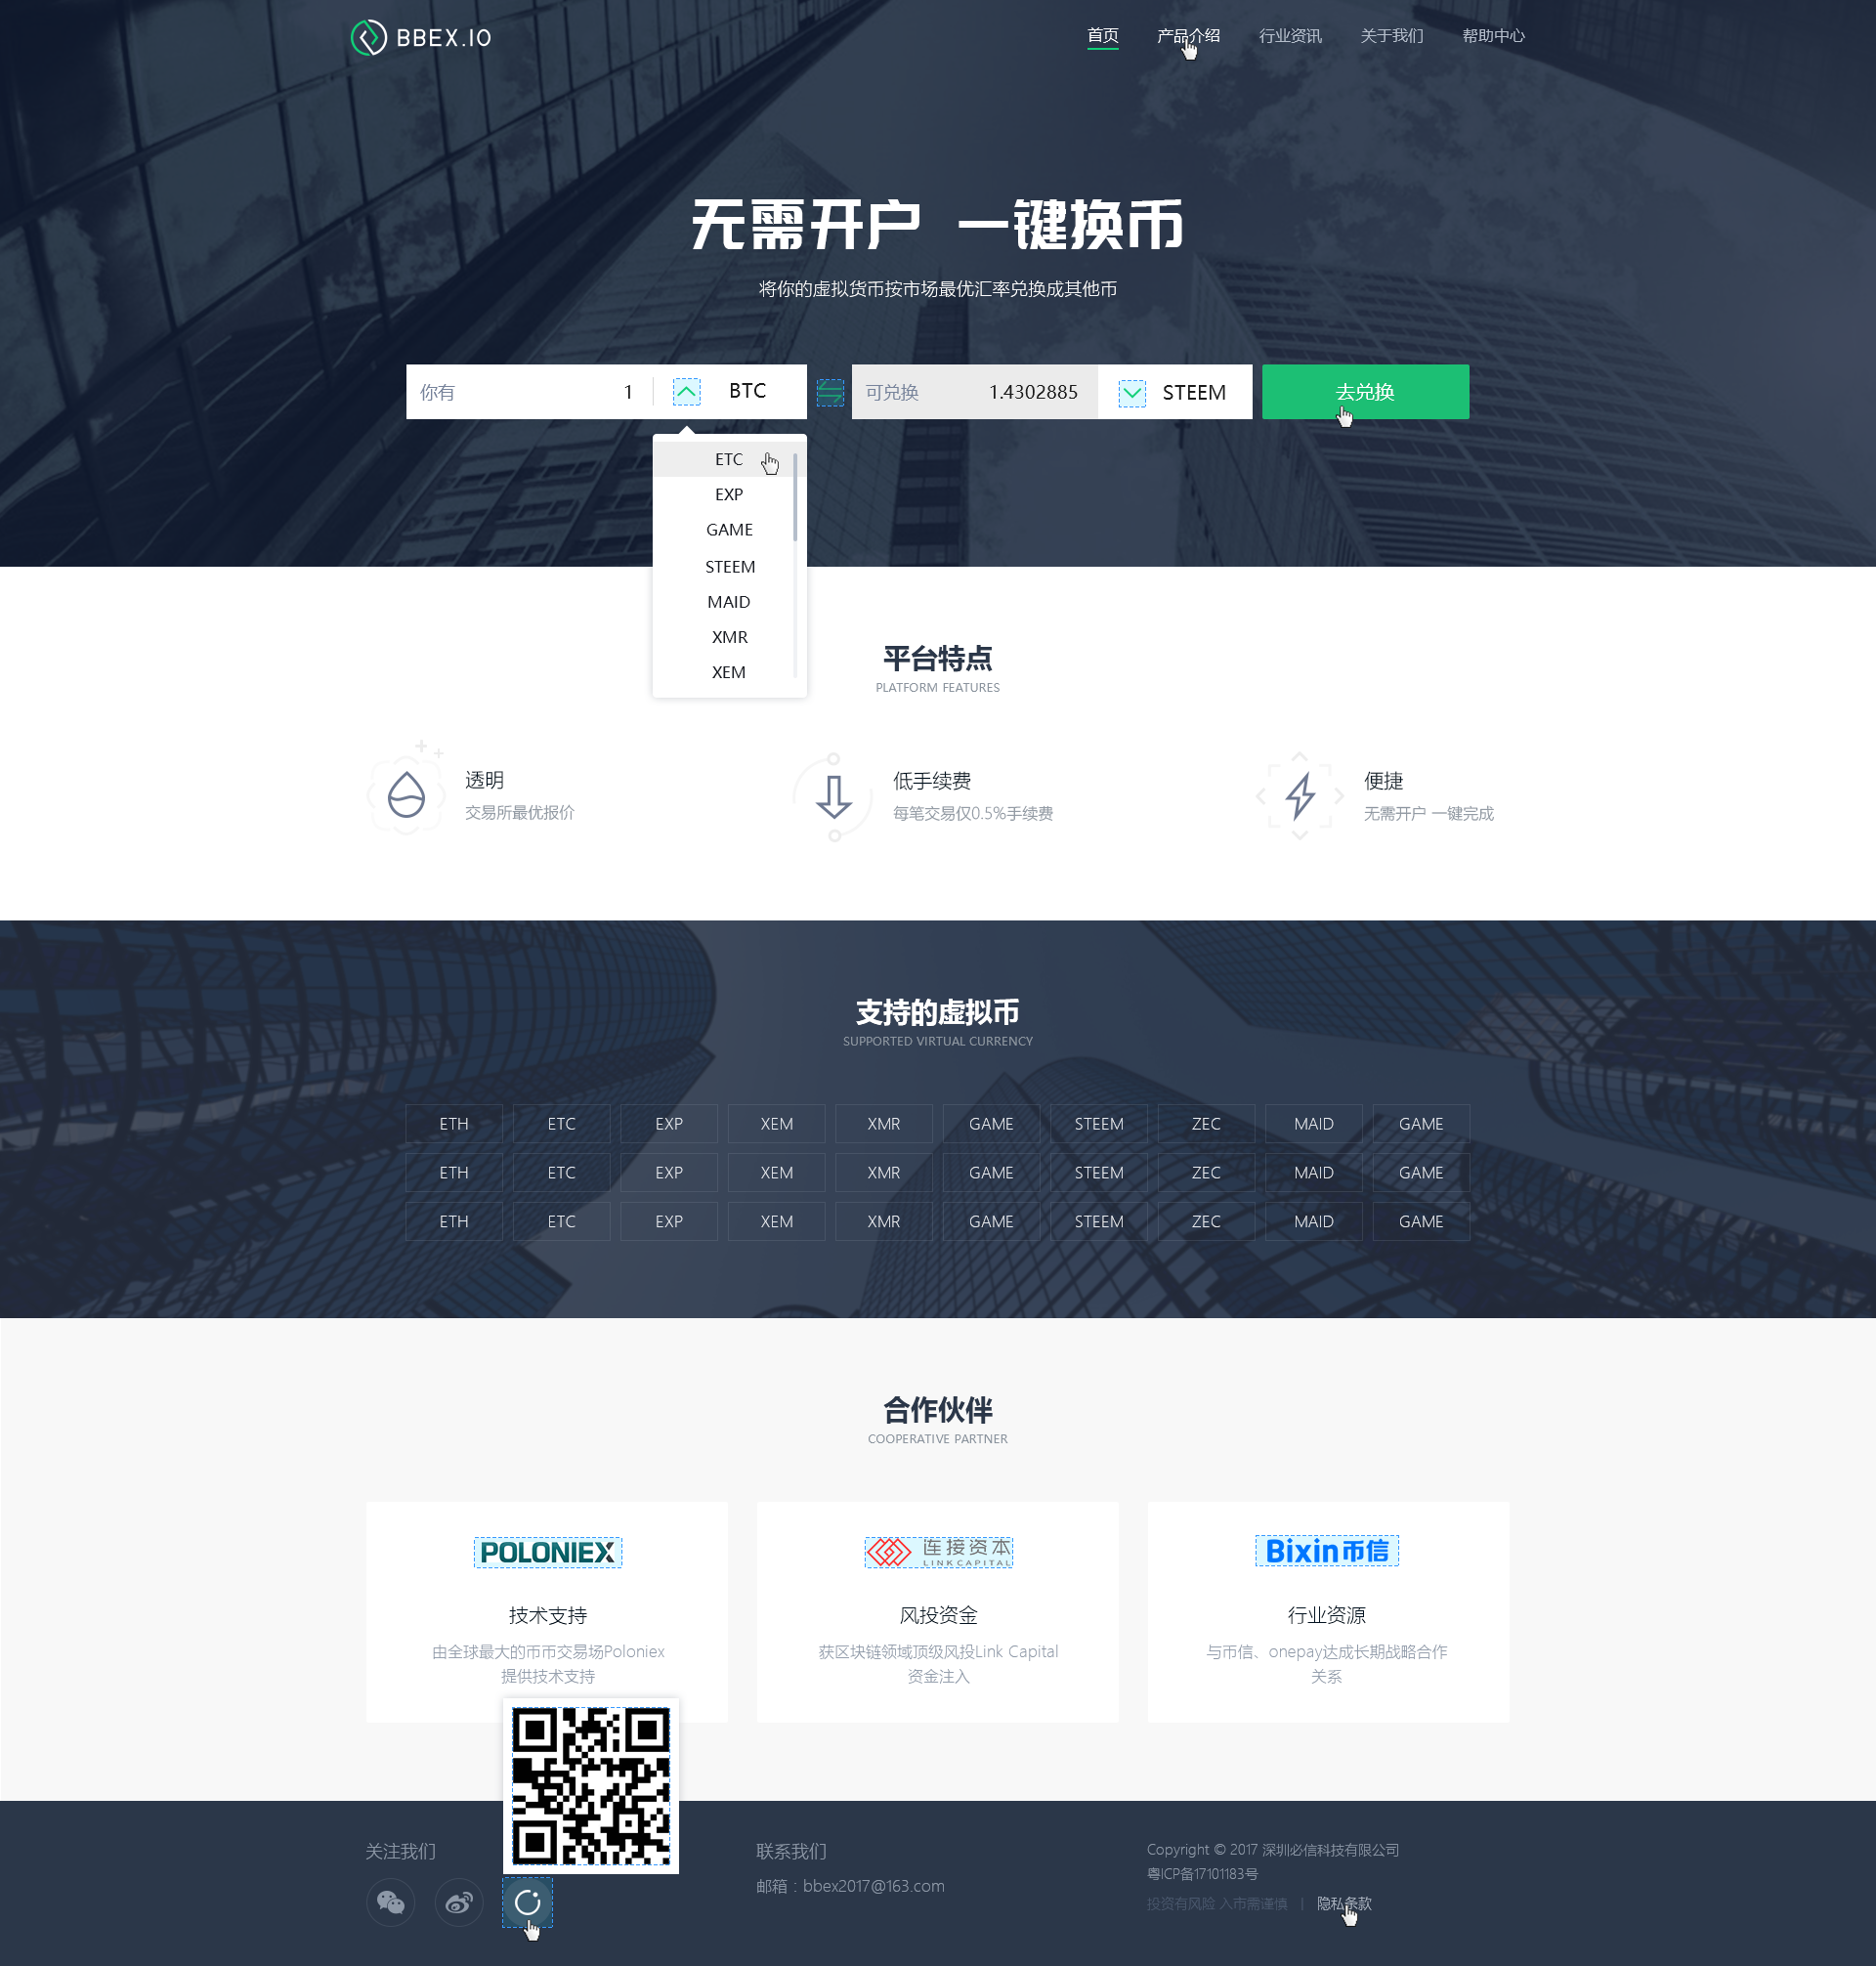 BBEX.IO
首页 产品介绍 行业资讯 关于我们 帮助中心
无需开户 一键换币
将你的虚拟货币按市场最优汇率兑换成其他币
你有 1 BTC 可兑换 1.4302885 STEEM 去兑换
ETC
EXP
GAME
STEEM
MAID
XMR
XEM
平台特点
PLATFORM FEATURES
透明
交易所最优报价
低手续费
每笔交易仅0.5%手续费
便捷
无需开户 一键完成
支持的虚拟币
SUPPORTED VIRTUAL CURRENCY
ETH ETC EXP XEM XMR GAME STEEM ZEC MAID GAME
ETH ETC EXP XEM XMR GAME STEEM ZEC MAID GAME
ETH ETC EXP XEM XMR GAME STEEM ZEC MAID GAME
合作伙伴
COOPERATIVE PARTNER
POLONIEX
技术支持
由全球最大的币币交易场Poloniex
提供技术支持
连接资本
LINK CAPITAL
风投资金
获区块链领域顶级风投Link Capital
资金注入
Bixin币信
行业资源
与币信、onepay达成长期战略合作
关系
关注我们
联系我们
邮箱：bbex2017@163.com
Copyright © 2017 深圳必信科技有限公司
粤ICP备17101183号
投资有风险 入市需谨慎 | 隐私条款